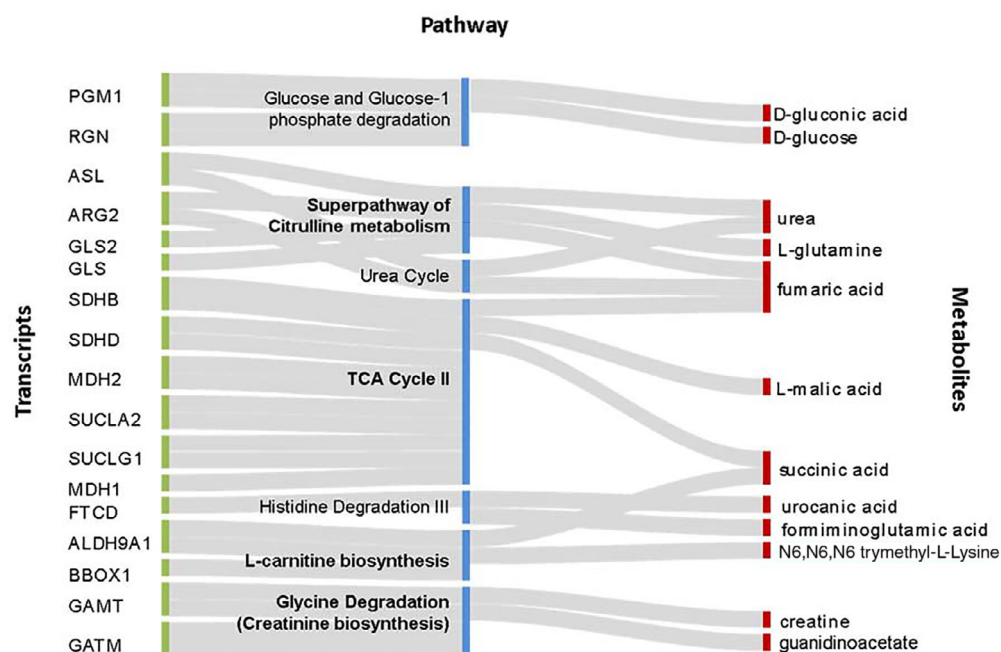 Pathway
Transcripts
PGM1
RGN
ASL
ARG2
GLS2
GLS
SDHB
SDHD
MDH2
SUCLA2
SUCLG1
MDH1
FTCD
ALDH9A1
BBOX1
GAMT
GATM
Glucose and Glucose-1
phosphate degradation
Superpathway of
Citrulline metabolism
Urea Cycle
TCA Cycle II
Histidine Degradation III
L-carnitine biosynthesis
Glycine Degradation
(Creatinine biosynthesis)
D-gluconic acid
D-glucose
urea
L-glutamine
fumaric acid
L-malic acid
succinic acid
urocanic acid
formiminoglutamic acid
N6,N6,N6 trymethyl-L-Lysine
creatine
guanidinoacetate
Metabolites